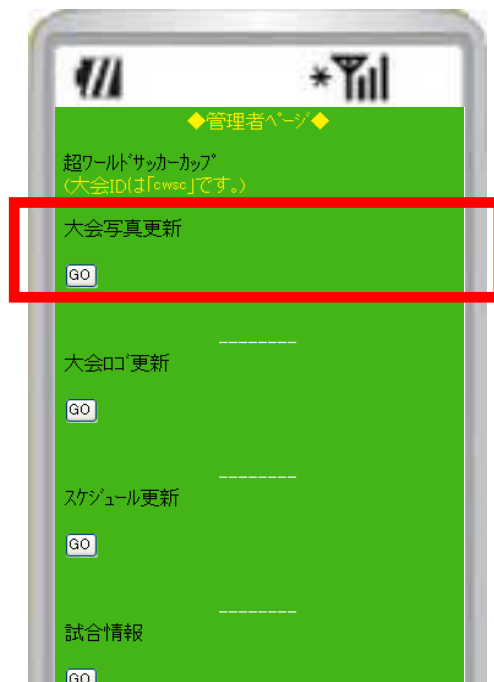 ◆管理者ﾍﾟｰｼﾞ◆
超ﾜｰﾙﾄﾞｻｯｶｰｶｯﾌﾟ
(大会IDは「cwsc」です。)
大会写真更新
GO
--------
大会ﾛｺﾞ更新
GO
--------
ｽｹｼﾞｭｰﾙ更新
GO
--------
試合情報
GO